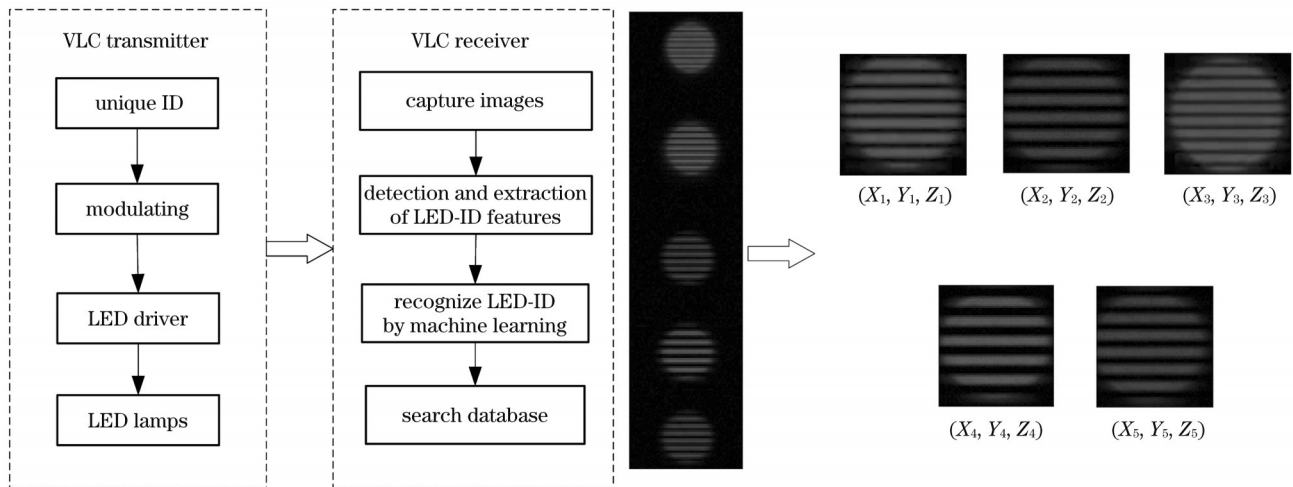 VLC transmitter
unique ID
modulating
LED driver
LED lamps
VLC receiver
capture images
detection and extraction
of LED-ID features
recognize LED-ID
by machine learning
search database
(X₁, Y₁, Z₁)
(X₂, Y₂, Z₂)
(X₃, Y₃, Z₃)
(X₄, Y₄, Z₄)
(X₅, Y₅, Z₅)